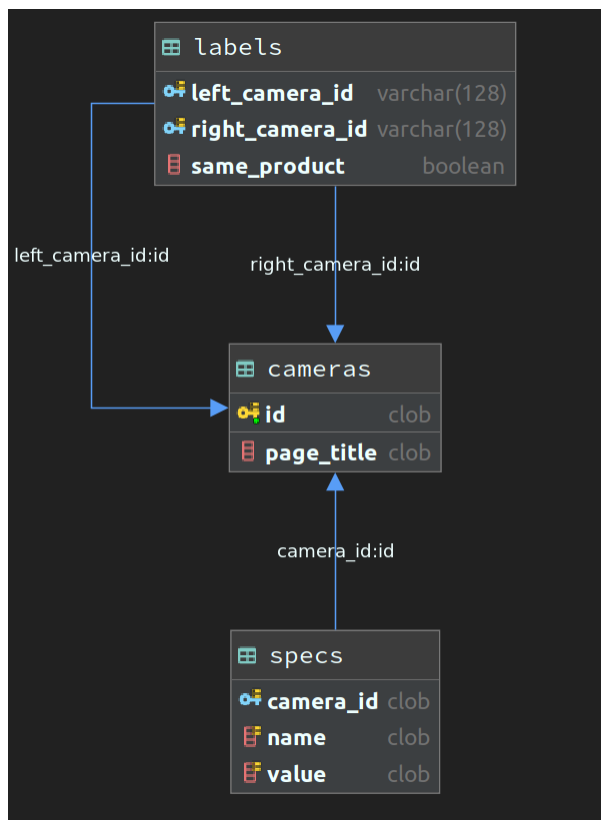 labels
left_camera_id varchar(128)
right_camera_id varchar(128)
same_product boolean
left_camera_id:id
right_camera_id:id
cameras
id clob
page_title clob
camera_id:id
specs
camera_id clob
name clob
value clob